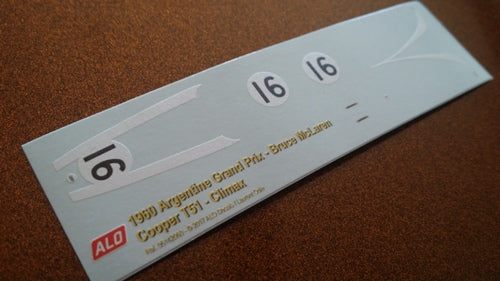 16
16
16
1960 Argentine Grand Prix - Bruce McLaren
Cooper T51 - Climax
ALO